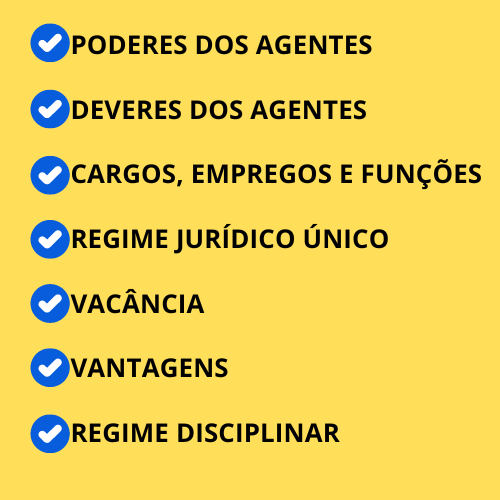 PODERES DOS AGENTES
DEVERES DOS AGENTES
CARGOS, EMPREGOS E FUNÇÕES
REGIME JURÍDICO ÚNICO
VACÂNCIA
VANTAGENS
REGIME DISCIPLINAR